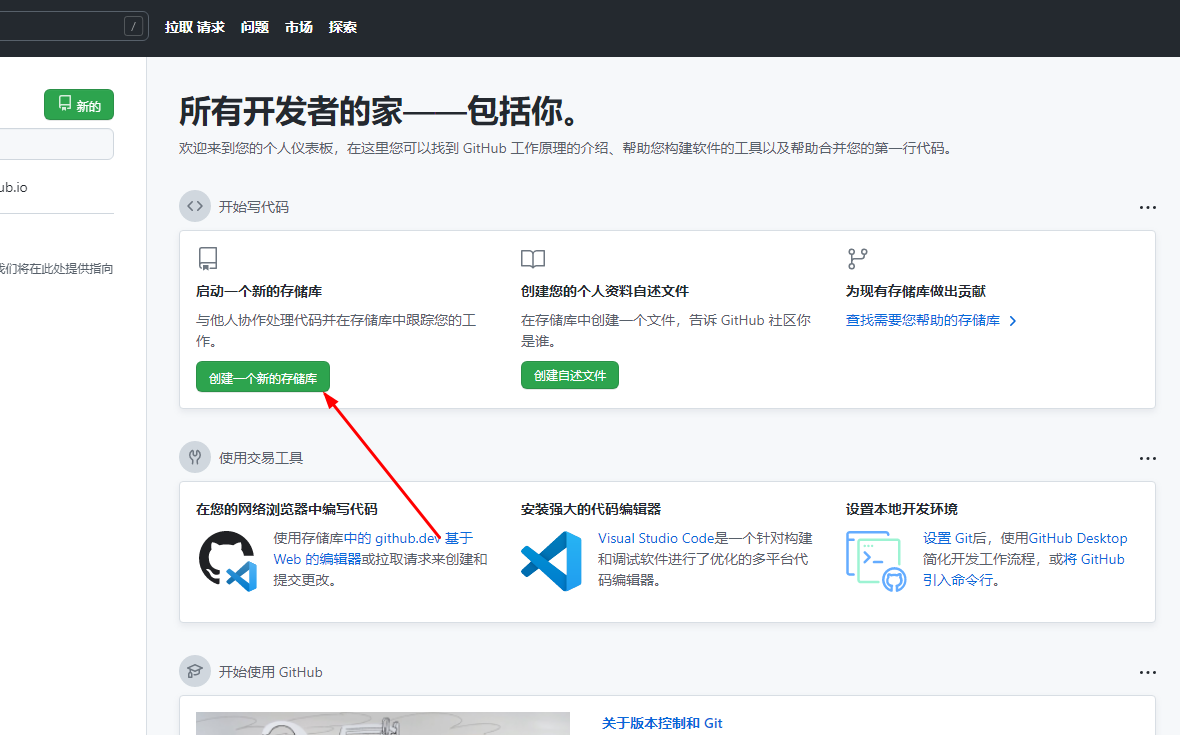 /
拉取 请求 问题 市场 探索
新的
ub.io
我们将在此处提供指向
所有开发者的家——包括你。
欢迎来到您的个人仪表板，在这里您可以找到 GitHub 工作原理的介绍、帮助您构建软件的工具以及帮助合并您的第一行代码。
开始写代码
启动一个新的存储库
与他人协作处理代码并在存储库中跟踪您的工
作。
创建一个新的存储库
创建您的个人资料自述文件
在存储库中创建一个文件，告诉 GitHub 社区你
是谁。
创建自述文件
为现有存储库做出贡献
查找需要您帮助的存储库
使用交易工具
在您的网络浏览器中编写代码
使用存储库中的 github.dev 基于
Web 的编辑器或拉取请求来创建和
提交更改。
安装强大的代码编辑器
Visual Studio Code是一个针对构建
和调试软件进行了优化的多平台代
码编辑器。
设置本地开发环境
设置 Git后，使用GitHub Desktop
简化开发工作流程，或将 GitHub
引入命令行。
开始使用 GitHub
关于版本控制和 Git